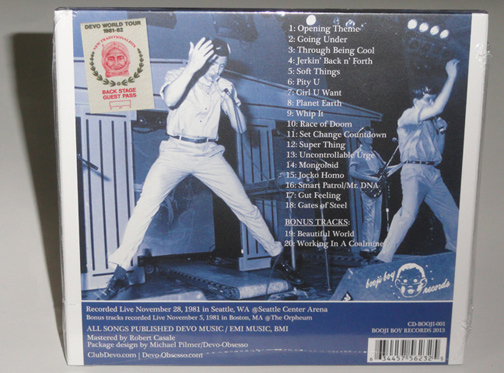 DEVO WORLD TOUR
1981-82
NEW TRADITIONALISTS
BACK STAGE
GUEST PASS
1: Opening Theme
2: Going Under
3: Through Being Cool
4: Jerkin' Back n' Forth
5: Soft Things
6: Pity U
7: Girl U Want
8: Planet Earth
9: Whip It
10: Race of Doom
11: Set Change Countdown
12: Super Thing
13: Uncontrollable Urge
14: Mongoloid
15: Jocko Homo
16: Smart Patrol/Mr. DNA
17: Gut Feeling
18: Gates of Steel
BONUS TRACKS:
19: Beautiful World
20: Working In A Coalmine
booji boy
records
Recorded Live November 28, 1981 in Seattle, WA @Seattle Center Arena
Bonus tracks recorded Live November 5, 1981 in Boston, MA @The Orpheum
ALL SONGS PUBLISHED DEVO MUSIC / EMI MUSIC, BMI
Mastered by Robert Casale
Package design by Michael Pilmer/Devo-Obsesso
ClubDevo.com | Devo-Obsesso.com
CD-BOOJI-001
BOOJI BOY RECORDS 2013
8 34457 56232 6